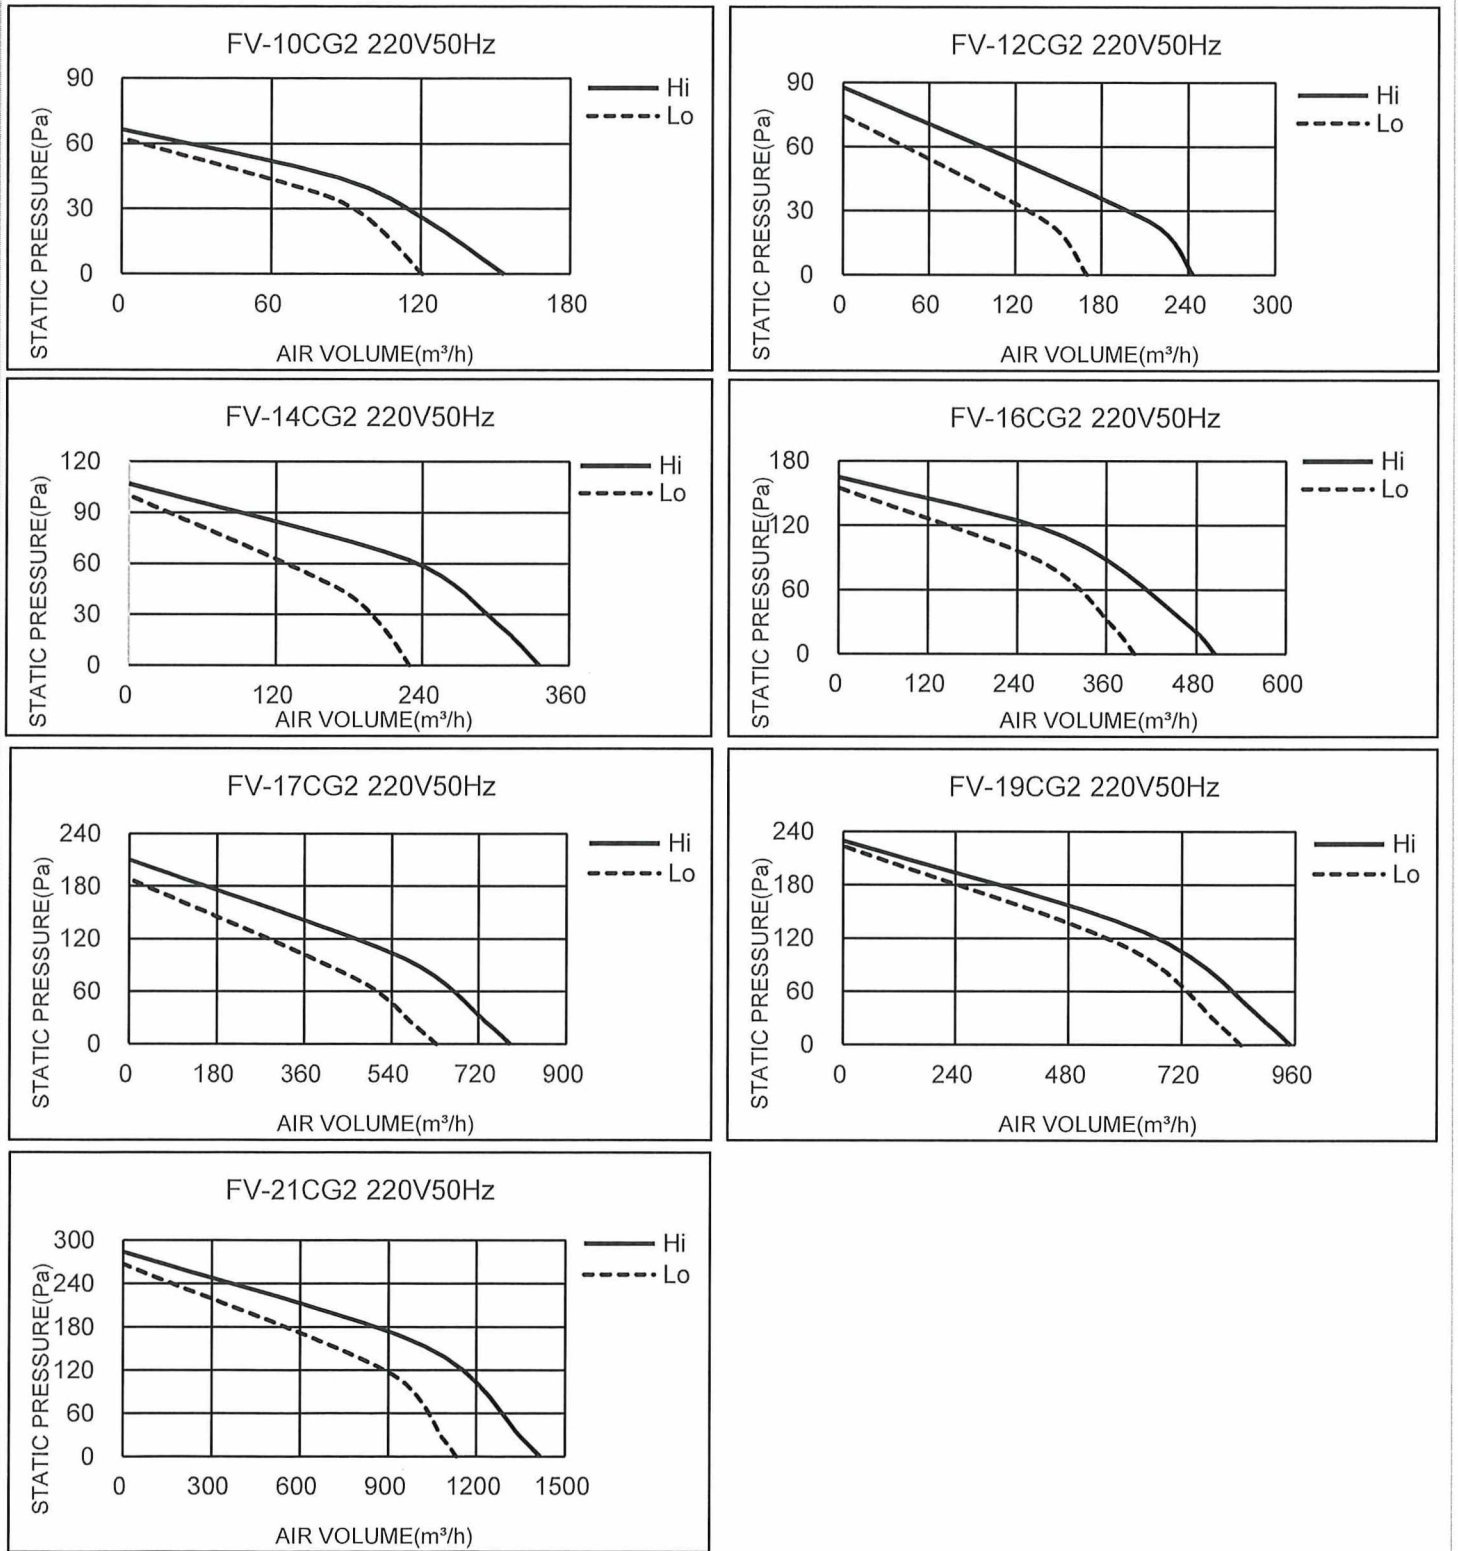 FV-10CG2 220V50Hz
Hi
Lo
STATIC PRESSURE(Pa)
90
60
30
0
0 60 120 180
AIR VOLUME(m³/h)
FV-12CG2 220V50Hz
Hi
Lo
STATIC PRESSURE(Pa)
90
60
30
0
0 60 120 180 240 300
AIR VOLUME(m³/h)
FV-14CG2 220V50Hz
Hi
Lo
STATIC PRESSURE(Pa)
120
90
60
30
0
0 120 240 360
AIR VOLUME(m³/h)
FV-16CG2 220V50Hz
Hi
Lo
STATIC PRESSURE(Pa)
180
120
60
0
0 120 240 360 480 600
AIR VOLUME(m³/h)
FV-17CG2 220V50Hz
Hi
Lo
STATIC PRESSURE(Pa)
240
180
120
60
0
0 180 360 540 720 900
AIR VOLUME(m³/h)
FV-19CG2 220V50Hz
Hi
Lo
STATIC PRESSURE(Pa)
240
180
120
60
0
0 240 480 720 960
AIR VOLUME(m³/h)
FV-21CG2 220V50Hz
Hi
Lo
STATIC PRESSURE(Pa)
300
240
180
120
60
0
0 300 600 900 1200 1500
AIR VOLUME(m³/h)